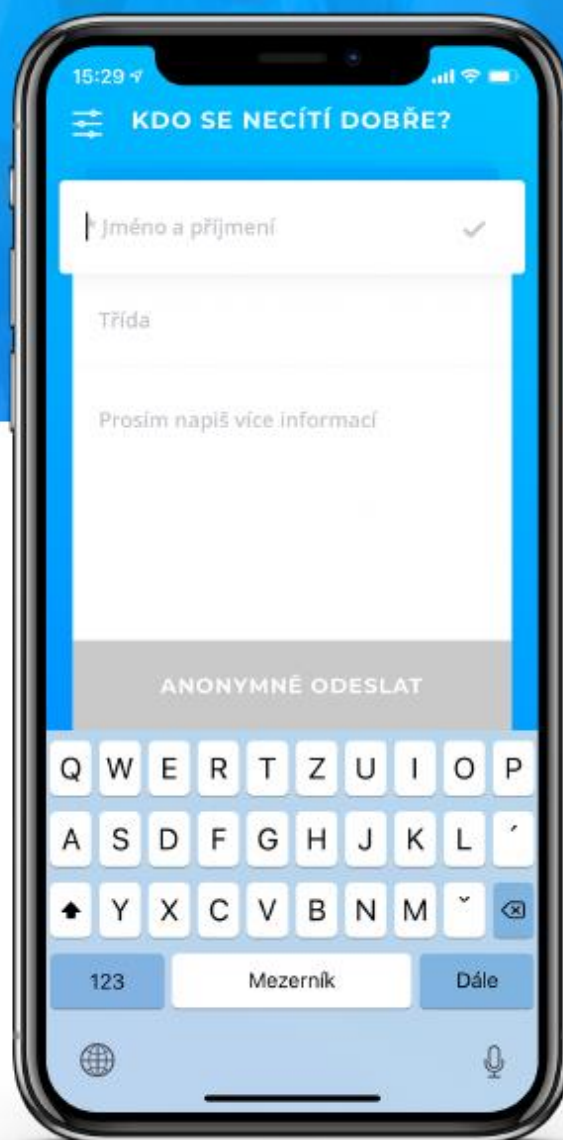 15:29
KDO SE NECÍTÍ DOBŘE?
* Jméno a příjmení
Třída
Prosím napiš více informací
ANONYMNĚ ODESLAT
Q W E R T Z U I O P
A S D F G H J K L ´
Y X C V B N M ˇ
123 Mezerník Dále